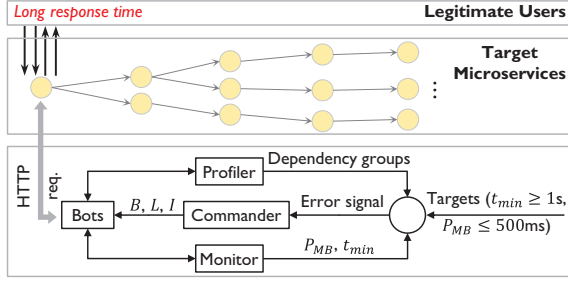 Long response time
Legitimate Users
Target
Microservices
⋮
HTTP
req.
Profiler
Dependency groups
Bots
B, L, I
Commander
Error signal
Targets (t_min ≥ 1s,
P_MB ≤ 500ms)
Monitor
P_MB, t_min